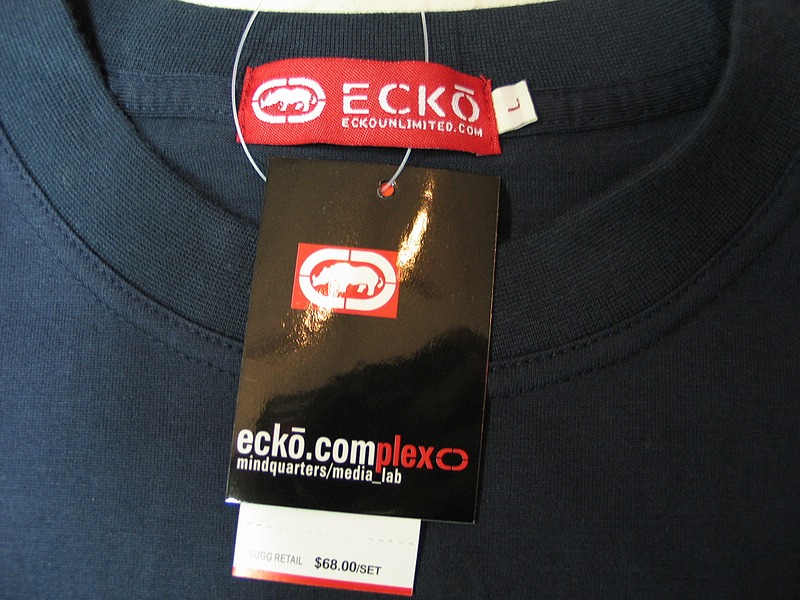 ECKŌ
ECKOUNLIMITED.COM
L
eckō.complex
mindquarters/media_lab
SUGG RETAIL $68.00/SET